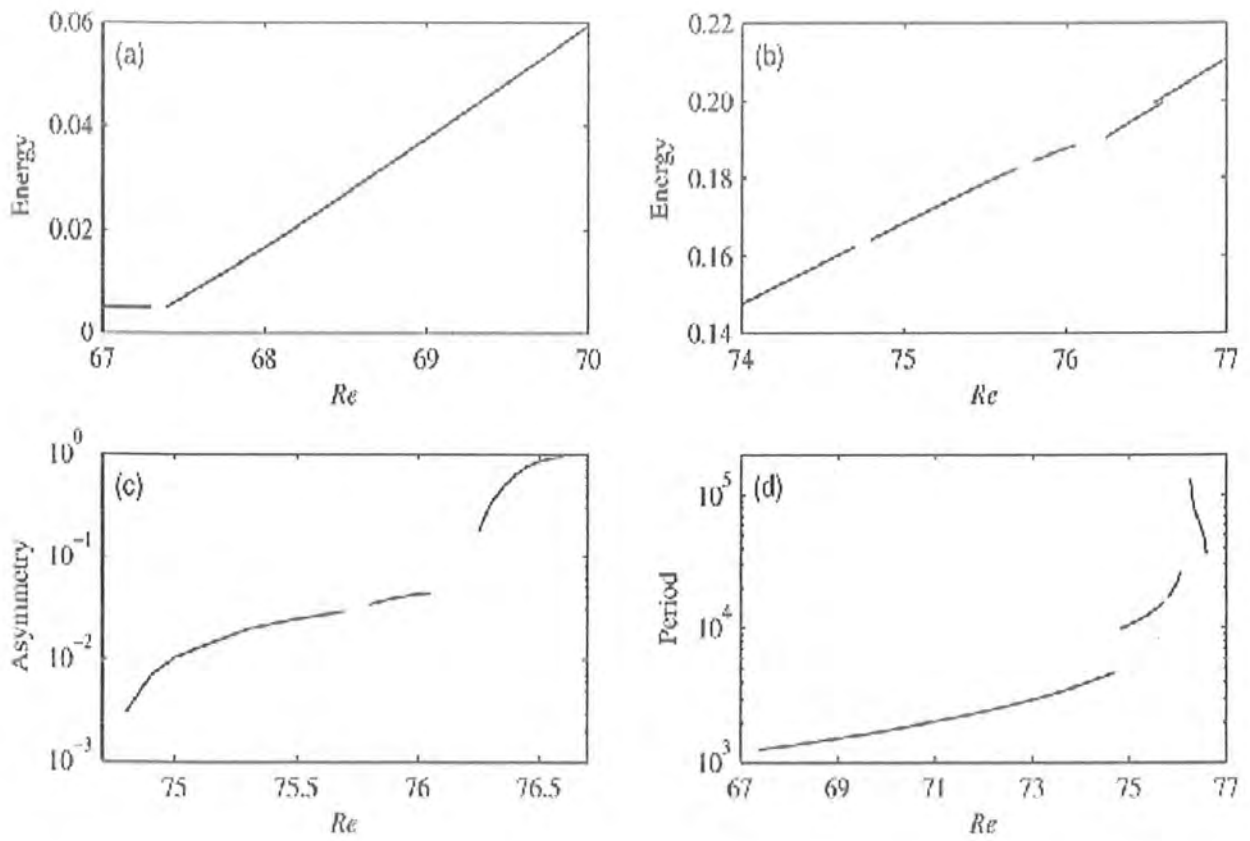 (a)
Energy
0.06
0.04
0.02
0
67
68
69
70
Re
(b)
Energy
0.22
0.20
0.18
0.16
0.14
74
75
76
77
Re
(c)
Asymmetry
10^0
10^-1
10^-2
10^-3
75
75.5
76
76.5
Re
(d)
Period
10^5
10^4
10^3
67
69
71
73
75
77
Re